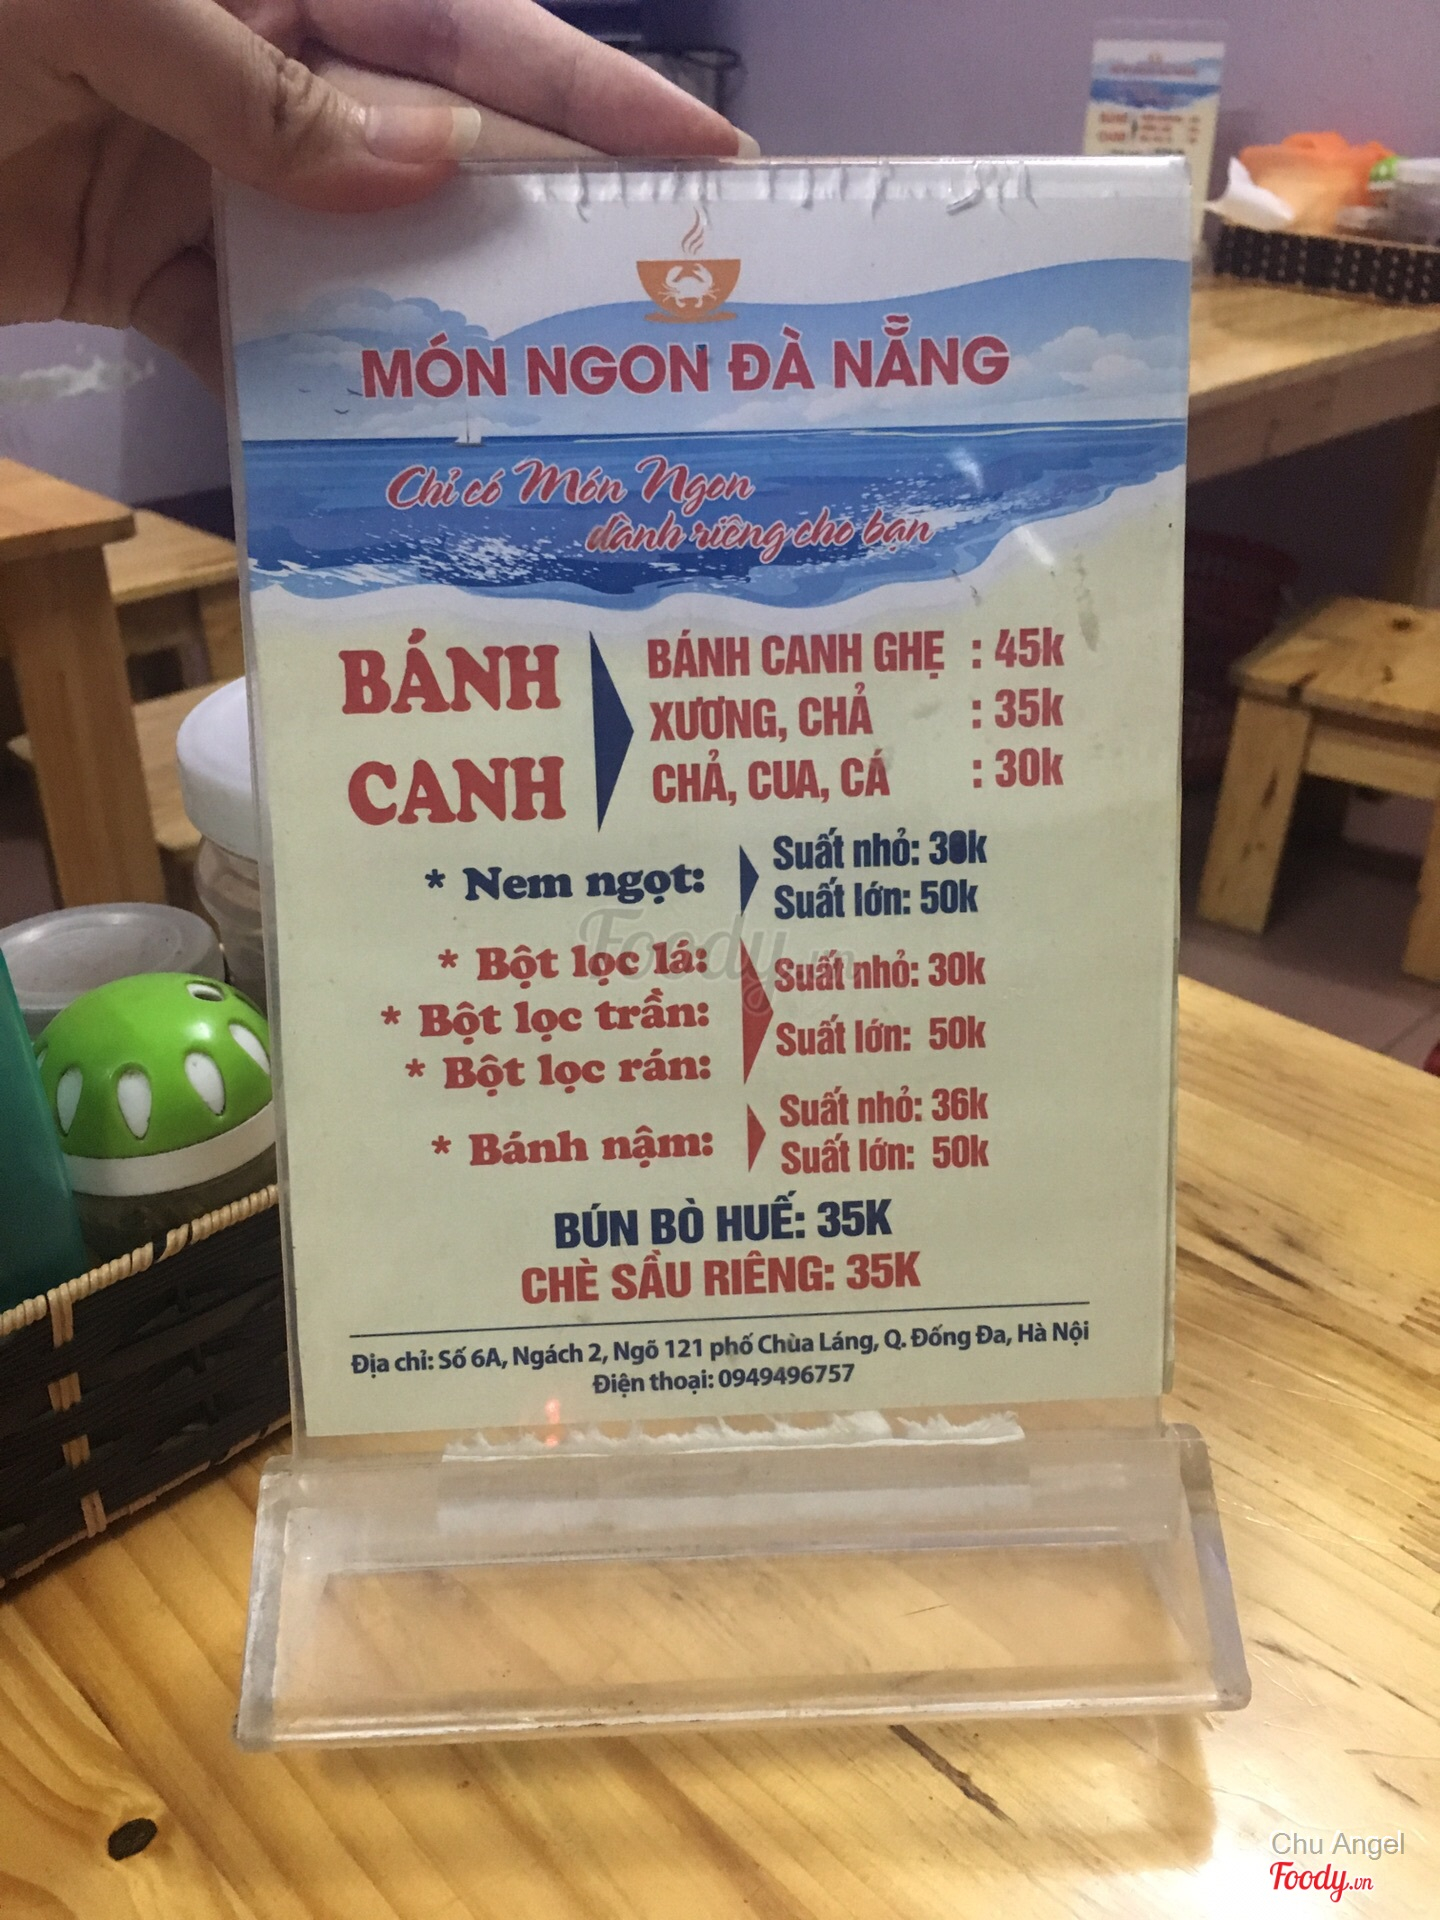 MÓN NGON ĐÀ NẴNG
Chỉ có Món Ngon
dành riêng cho bạn
BÁNH
CANH
BÁNH CANH GHẸ : 45k
XƯƠNG, CHẢ : 35k
CHẢ, CUA, CÁ : 30k
* Nem ngọt:
Suất nhỏ: 30k
Suất lớn: 50k
* Bột lọc lá:
* Bột lọc trần:
* Bột lọc rán:
Suất nhỏ: 30k
Suất lớn: 50k
* Bánh nậm:
Suất nhỏ: 36k
Suất lớn: 50k
BÚN BÒ HUẾ: 35K
CHÈ SẦU RIÊNG: 35K
Địa chỉ: Số 6A, Ngách 2, Ngõ 121 phố Chùa Láng, Q. Đống Đa, Hà Nội
Điện thoại: 0949496757
Foody.vn
Chu Angel
Foody.vn